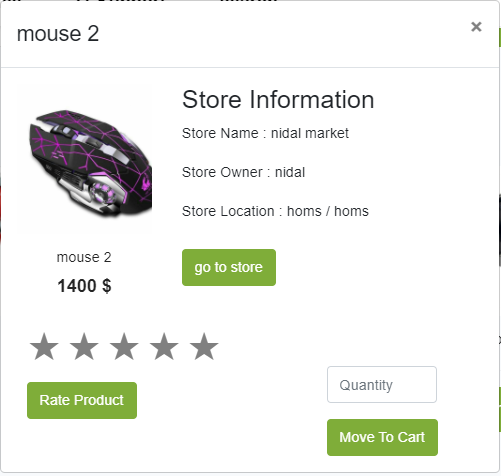 mouse 2
×
Store Information
Store Name : nidal market
Store Owner : nidal
Store Location : homs / homs
mouse 2
1400 $
go to store
Rate Product
Quantity
Move To Cart